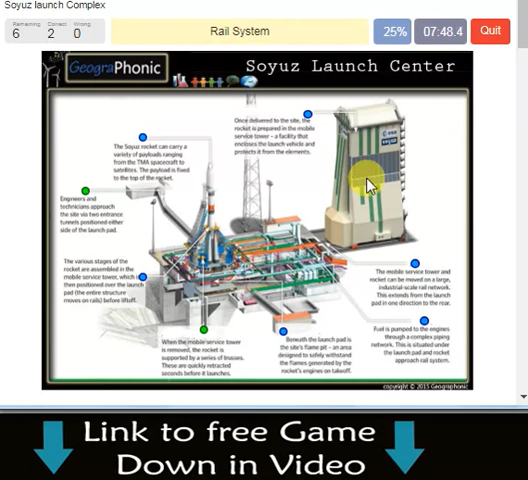 Soyuz launch Complex
Remaining Correct Wrong
6 2 0
Rail System
25%
07:48.4
Quit
GeograPhonic
Soyuz Launch Center
Once delivered to the site, the
rocket is prepared in the mobile
service tower - a facility that
encloses the launch vehicle and
protects it from the elements.
esa
The Soyuz rocket can carry a
variety of payloads ranging
from the TMA spacecraft to
satellites. The payload is fixed
to the top of the rocket.
Engineers and
technicians approach
the site via two entrance
tunnels positioned either
side of the launch pad.
The various stages of the
rocket are assembled in the
mobile service tower, which is
then positioned over the launch
pad (the entire structure
moves on rails) before liftoff.
The mobile service tower and
rocket can be moved on a large,
industrial-scale rail network.
This extends from the launch
pad in one direction to the rear.
When the mobile service tower
is removed, the rocket is
supported by a series of trusses.
These are quickly retracted
seconds before it launches.
Beneath the launch pad is
the site's flame pit - an area
designed to safely withstand
the flames generated by the
rocket's engines on takeoff.
Fuel is pumped to the engines
through a complex piping
network. This is situated under
the launch pad and rocket
approach rail system.
copyright © 2015 Geographonic
Link to free Game
Down in Video